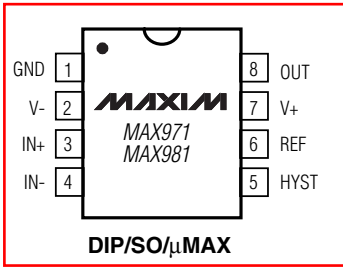 GND 1 8 OUT
V- 2 MAXIM 7 V+
IN+ 3 MAX971 6 REF
MAX981
IN- 4 5 HYST
DIP/SO/μMAX